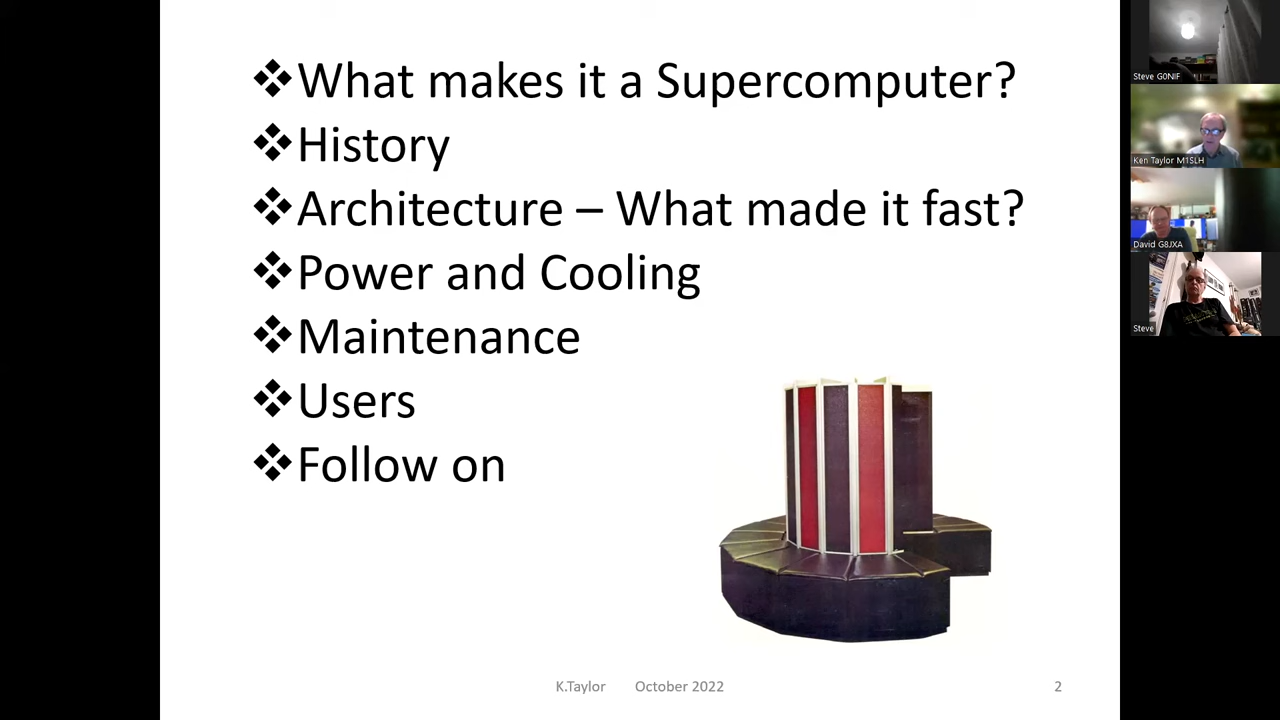 ❖What makes it a Supercomputer?
❖History
❖Architecture – What made it fast?
❖Power and Cooling
❖Maintenance
❖Users
❖Follow on
K.Taylor October 2022
2
Steve G0NIF
Ken Taylor M1SLH
David G8JXA
Steve